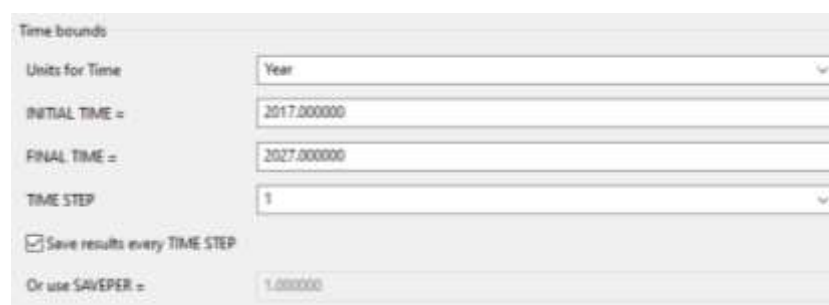 Time bounds
Units for Time Year
INITIAL TIME = 2017.000000
FINAL TIME = 2027.000000
TIME STEP 1
Save results every TIME STEP
Or use SAVEPER = 1.000000